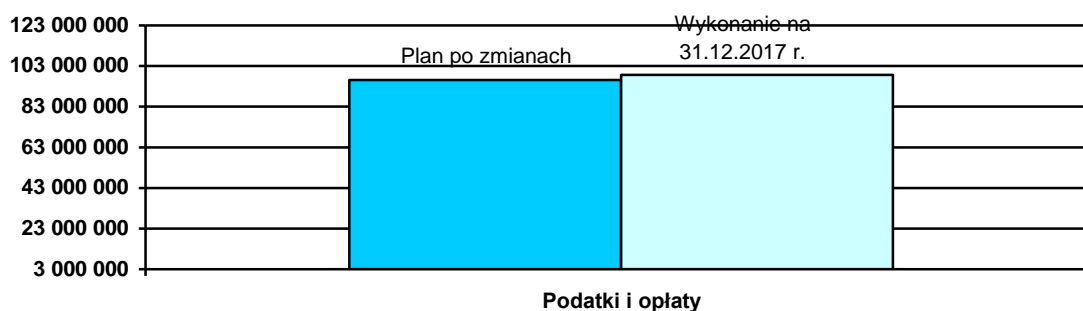 123 000 000
103 000 000
83 000 000
63 000 000
43 000 000
23 000 000
3 000 000
Plan po zmianach
Wykonanie na
31.12.2017 r.
Podatki i opłaty